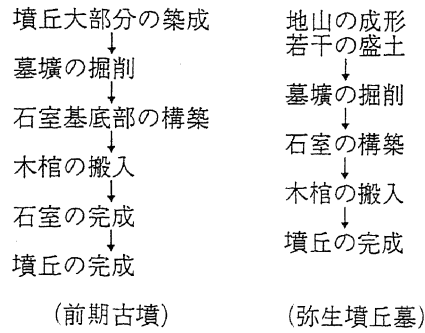 墳丘大部分の築成
↓
墓壙の掘削
↓
石室基底部の構築
↓
木棺の搬入
↓
石室の完成
↓
墳丘の完成
(前期古墳)
地山の成形
若干の盛土
↓
墓壙の掘削
↓
石室の構築
↓
木棺の搬入
↓
墳丘の完成
(弥生墳丘墓)